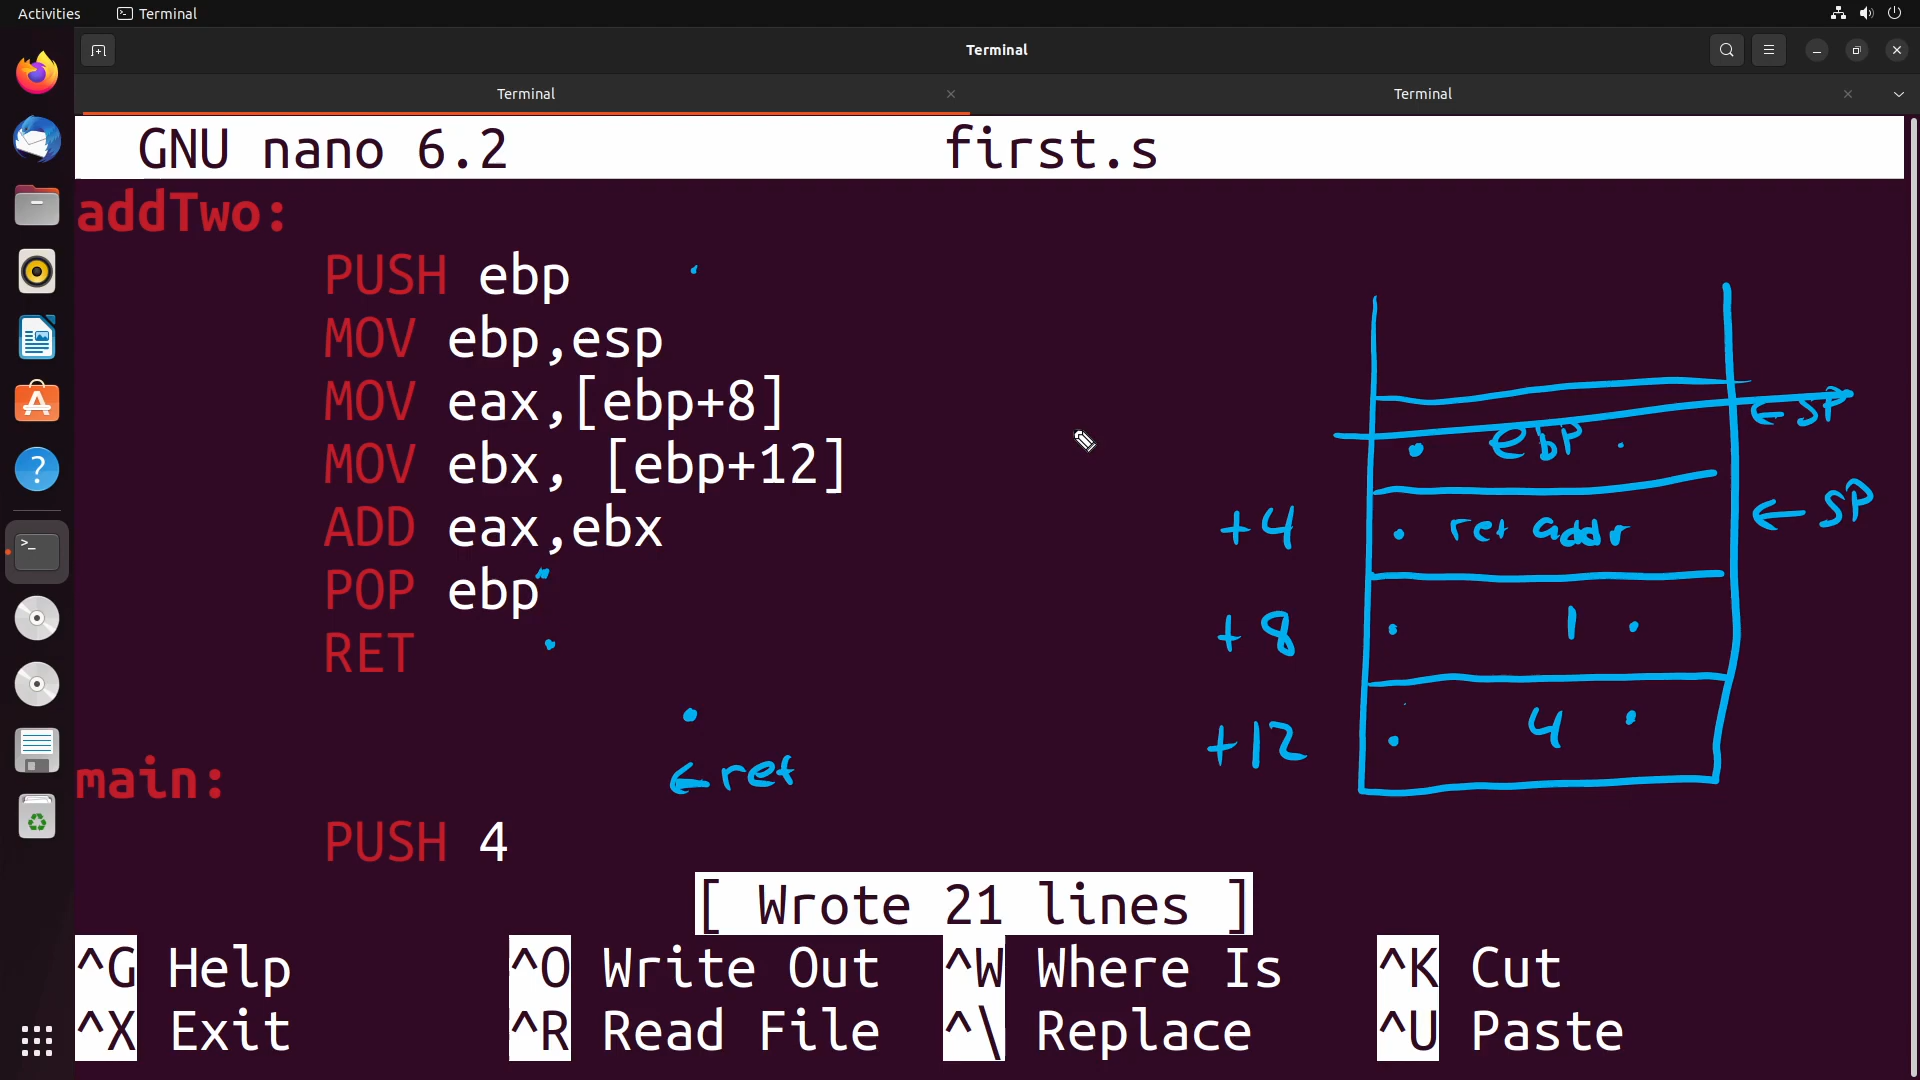 Activities Terminal
Terminal
Terminal Terminal
GNU nano 6.2 first.s
addTwo:
PUSH ebp
MOV ebp,esp
MOV eax,[ebp+8]
MOV ebx, [ebp+12]
ADD eax,ebx
POP ebp
RET
main:
PUSH 4
← SP
ebp
+4 ret addr ← SP
+8 1
+12 4
← ret
[ Wrote 21 lines ]
^G Help ^O Write Out ^W Where Is ^K Cut
^X Exit ^R Read File ^\ Replace ^U Paste